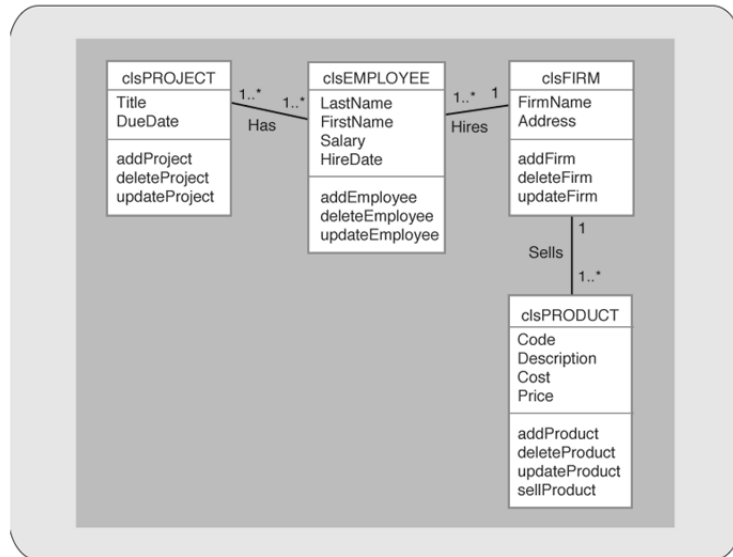 clsPROJECT
Title
DueDate
addProject
deleteProject
updateProject
1..*
Has
1..*
clsEMPLOYEE
LastName
FirstName
Salary
HireDate
addEmployee
deleteEmployee
updateEmployee
1..*
Hires
1
clsFIRM
FirmName
Address
addFirm
deleteFirm
updateFirm
1
Sells
1..*
clsPRODUCT
Code
Description
Cost
Price
addProduct
deleteProduct
updateProduct
sellProduct